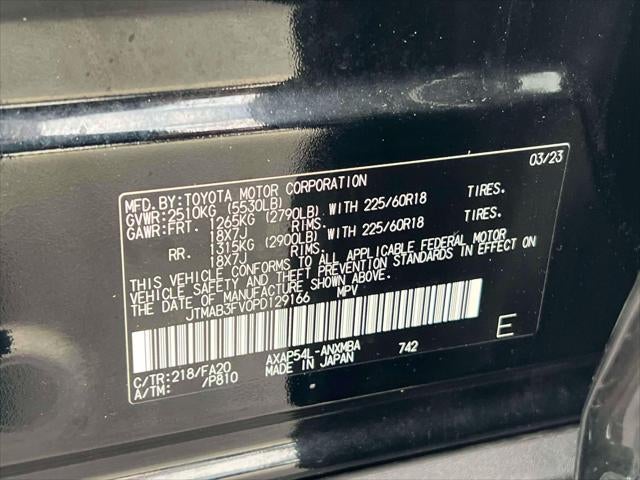 03/23
MFD. BY:TOYOTA MOTOR CORPORATION
GVWR:2510KG (5530LB)
GAWR:FRT. 1265KG (2790LB) WITH 225/60R18 TIRES.
18X7J RIMS.
RR. 1315KG (2900LB) WITH 225/60R18 TIRES.
18X7J RIMS.
THIS VEHICLE CONFORMS TO ALL APPLICABLE FEDERAL MOTOR
VEHICLE SAFETY AND THEFT PREVENTION STANDARDS IN EFFECT ON
THE DATE OF MANUFACTURE SHOWN ABOVE.
JTMAB3FV0PD129166 MPV
E
C/TR:218/FA20 AXAP54L-ANXMBA 742
A/TM: /P810 MADE IN JAPAN